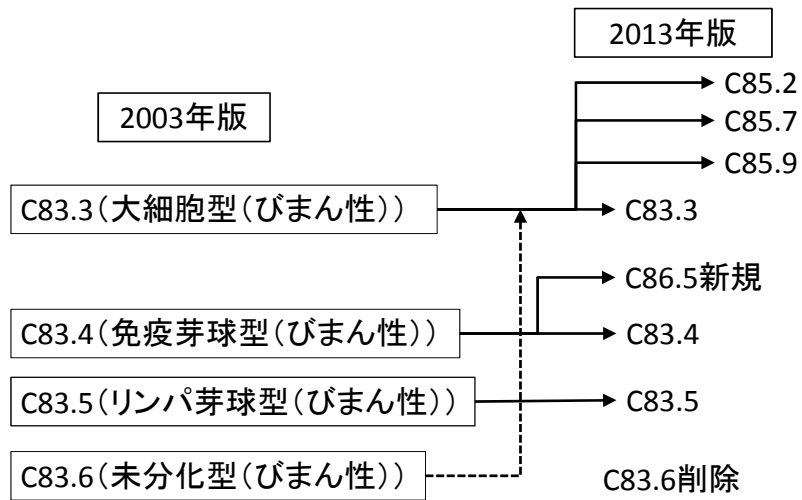 2013年版
C85.2
2003年版
C85.7
C85.9
C83.3(大細胞型(びまん性))
C83.3
C86.5新規
C83.4(免疫芽球型(びまん性))
C83.4
C83.5(リンパ芽球型(びまん性))
C83.5
C83.6(未分化型(びまん性))
C83.6削除